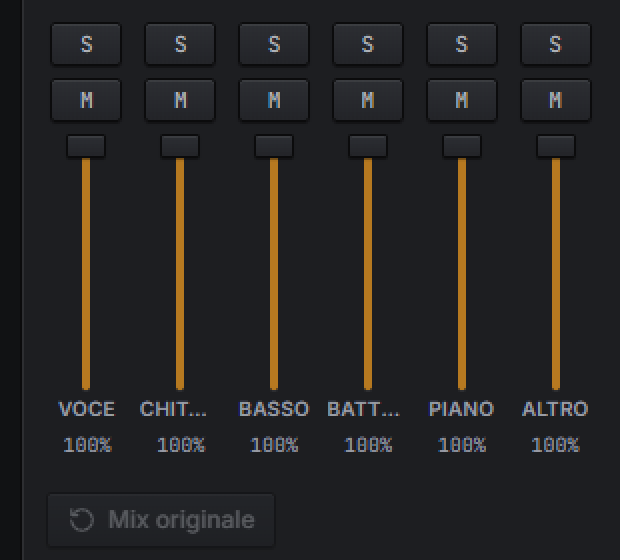 S S S S S S
M M M M M M
VOCE CHIT... BASSO BATT... PIANO ALTRO
100% 100% 100% 100% 100% 100%
Mix originale